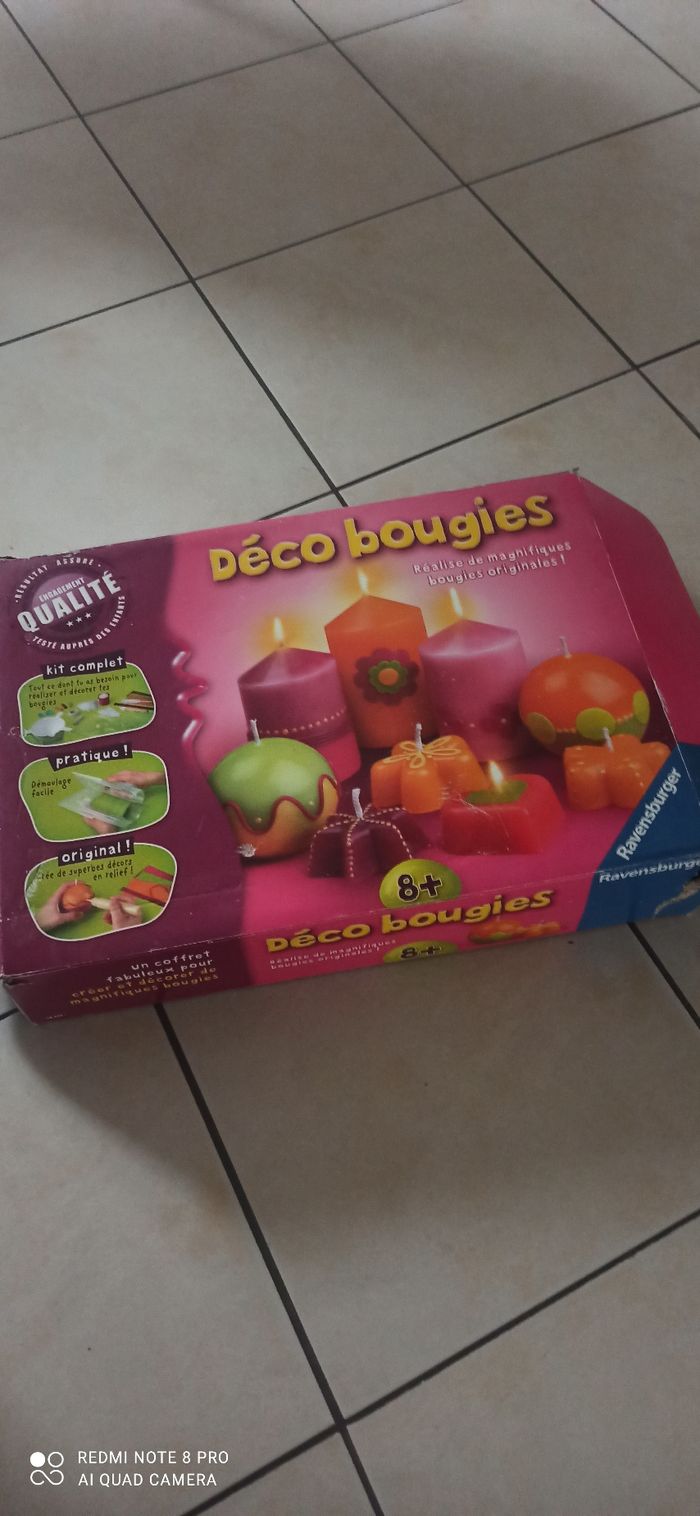 Déco bougies
Réalise de magnifiques
bougies originales !
• RÉSULTAT ASSURÉ •
ENGAGEMENT
QUALITÉ
TESTÉ AUPRÈS DES ENFANTS
kit complet
Tout ce dont tu as besoin pour
réaliser et décorer tes
bougies
pratique !
Démoulage
facile
original !
Crée de superbes décors
en relief !
8+
Ravensburger
Ravensburger
Déco bougies
Réalise de magnifiques
bougies originales !
8+
un coffret
fabuleux pour
créer et décorer de
magnifiques bougies
REDMI NOTE 8 PRO
AI QUAD CAMERA